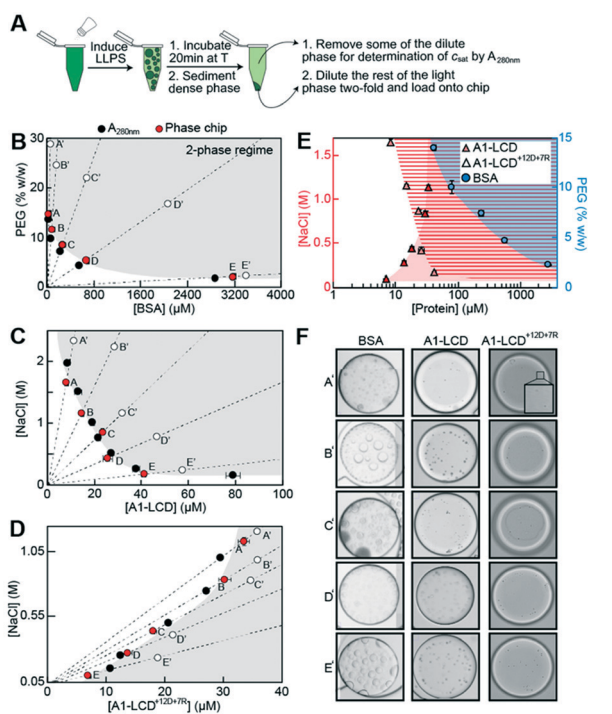 A
Induce
LLPS
1. Incubate
20min at T
2. Sediment
dense phase
1. Remove some of the dilute
phase for determination of csat by A280nm
2. Dilute the rest of the light
phase two-fold and load onto chip
A280nm
Phase chip
B
2-phase regime
PEG (% w/w)
30
20
10
0
A'
B'
C'
D'
A
B
C
D
E
E'
0
800
1600
2400
3200
4000
[BSA] (µM)
C
[NaCl] (M)
2
1
0
A'
B'
C'
D'
E'
A
B
C
D
E
0
20
40
60
80
100
[A1-LCD] (µM)
D
[NaCl] (M)
1.05
0.55
0.05
A'
A
B'
B
C'
C
D'
D
E'
E
0
10
20
30
40
[A1-LCD+12D+7R] (µM)
E
A1-LCD
A1-LCD+12D+7R
BSA
[NaCl] (M)
1.5
1.0
0.5
0
PEG (% w/w)
15
10
5
0
1
10
100
1000
[Protein] (µM)
F
BSA
A1-LCD
A1-LCD+12D+7R
A'
B'
C'
D'
E'